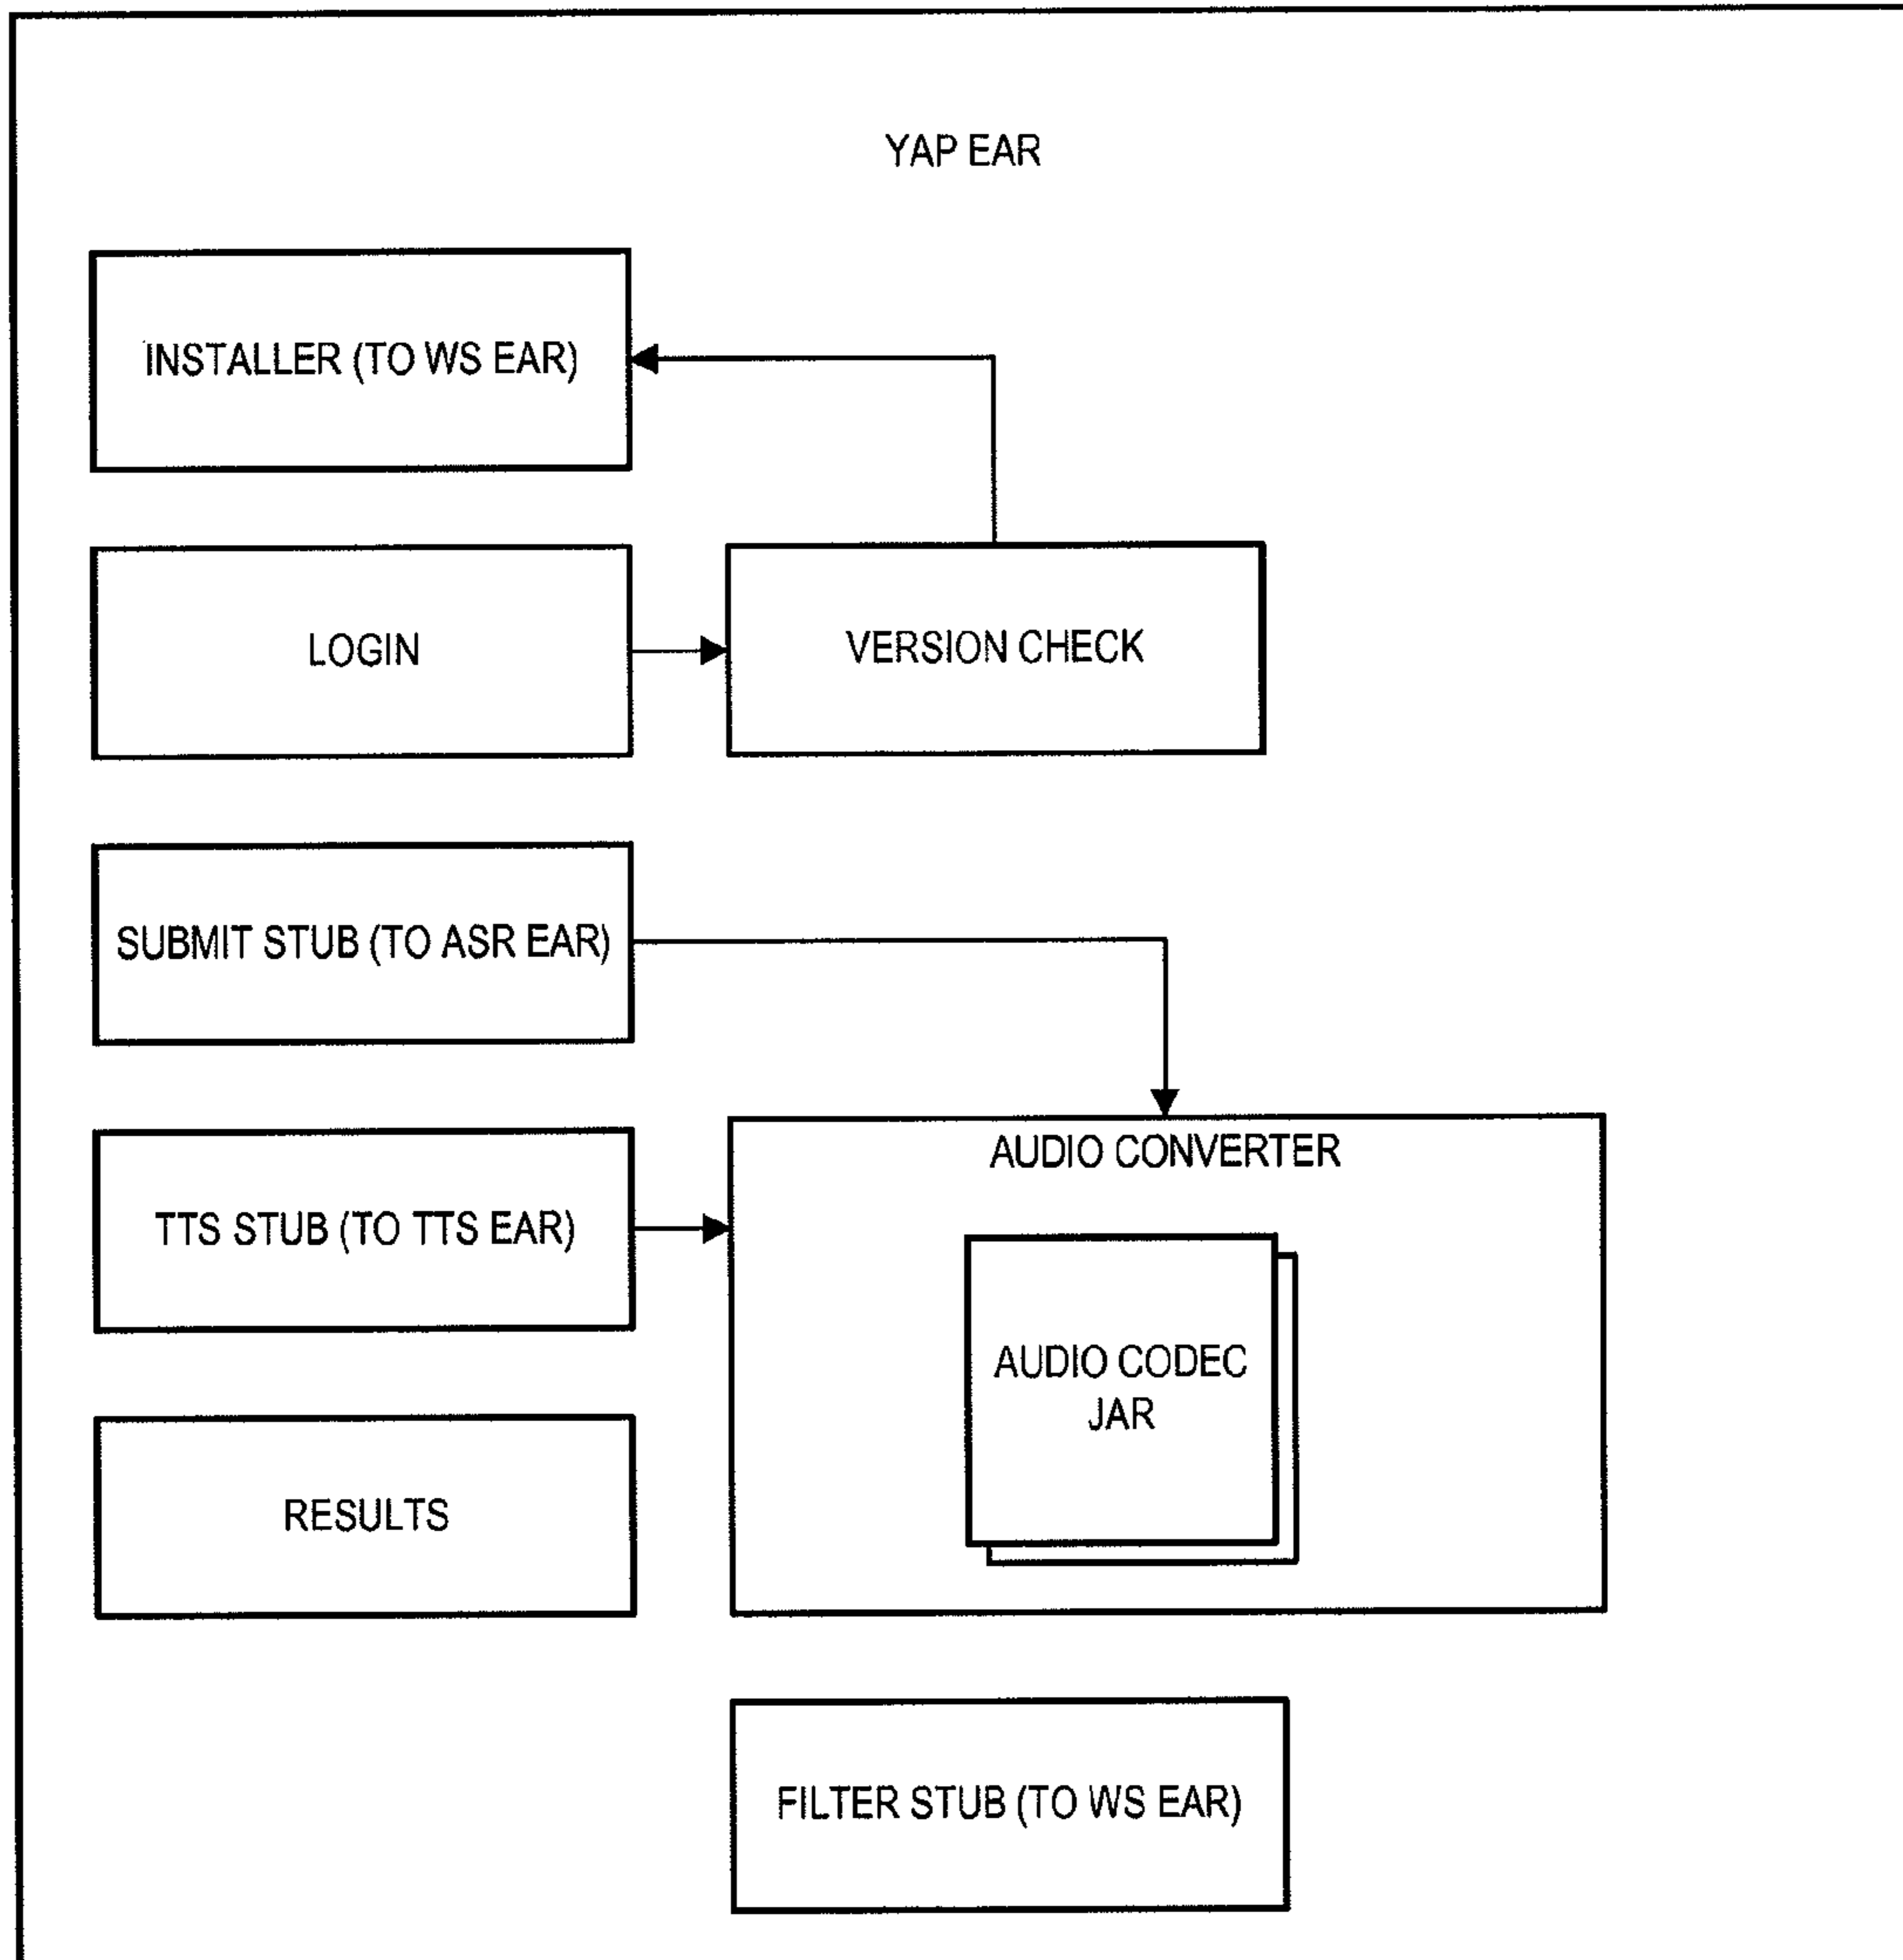 YAP EAR
INSTALLER (TO WS EAR)
LOGIN
VERSION CHECK
SUBMIT STUB (TO ASR EAR)
AUDIO CONVERTER
TTS STUB (TO TTS EAR)
AUDIO CODEC
JAR
RESULTS
FILTER STUB (TO WS EAR)